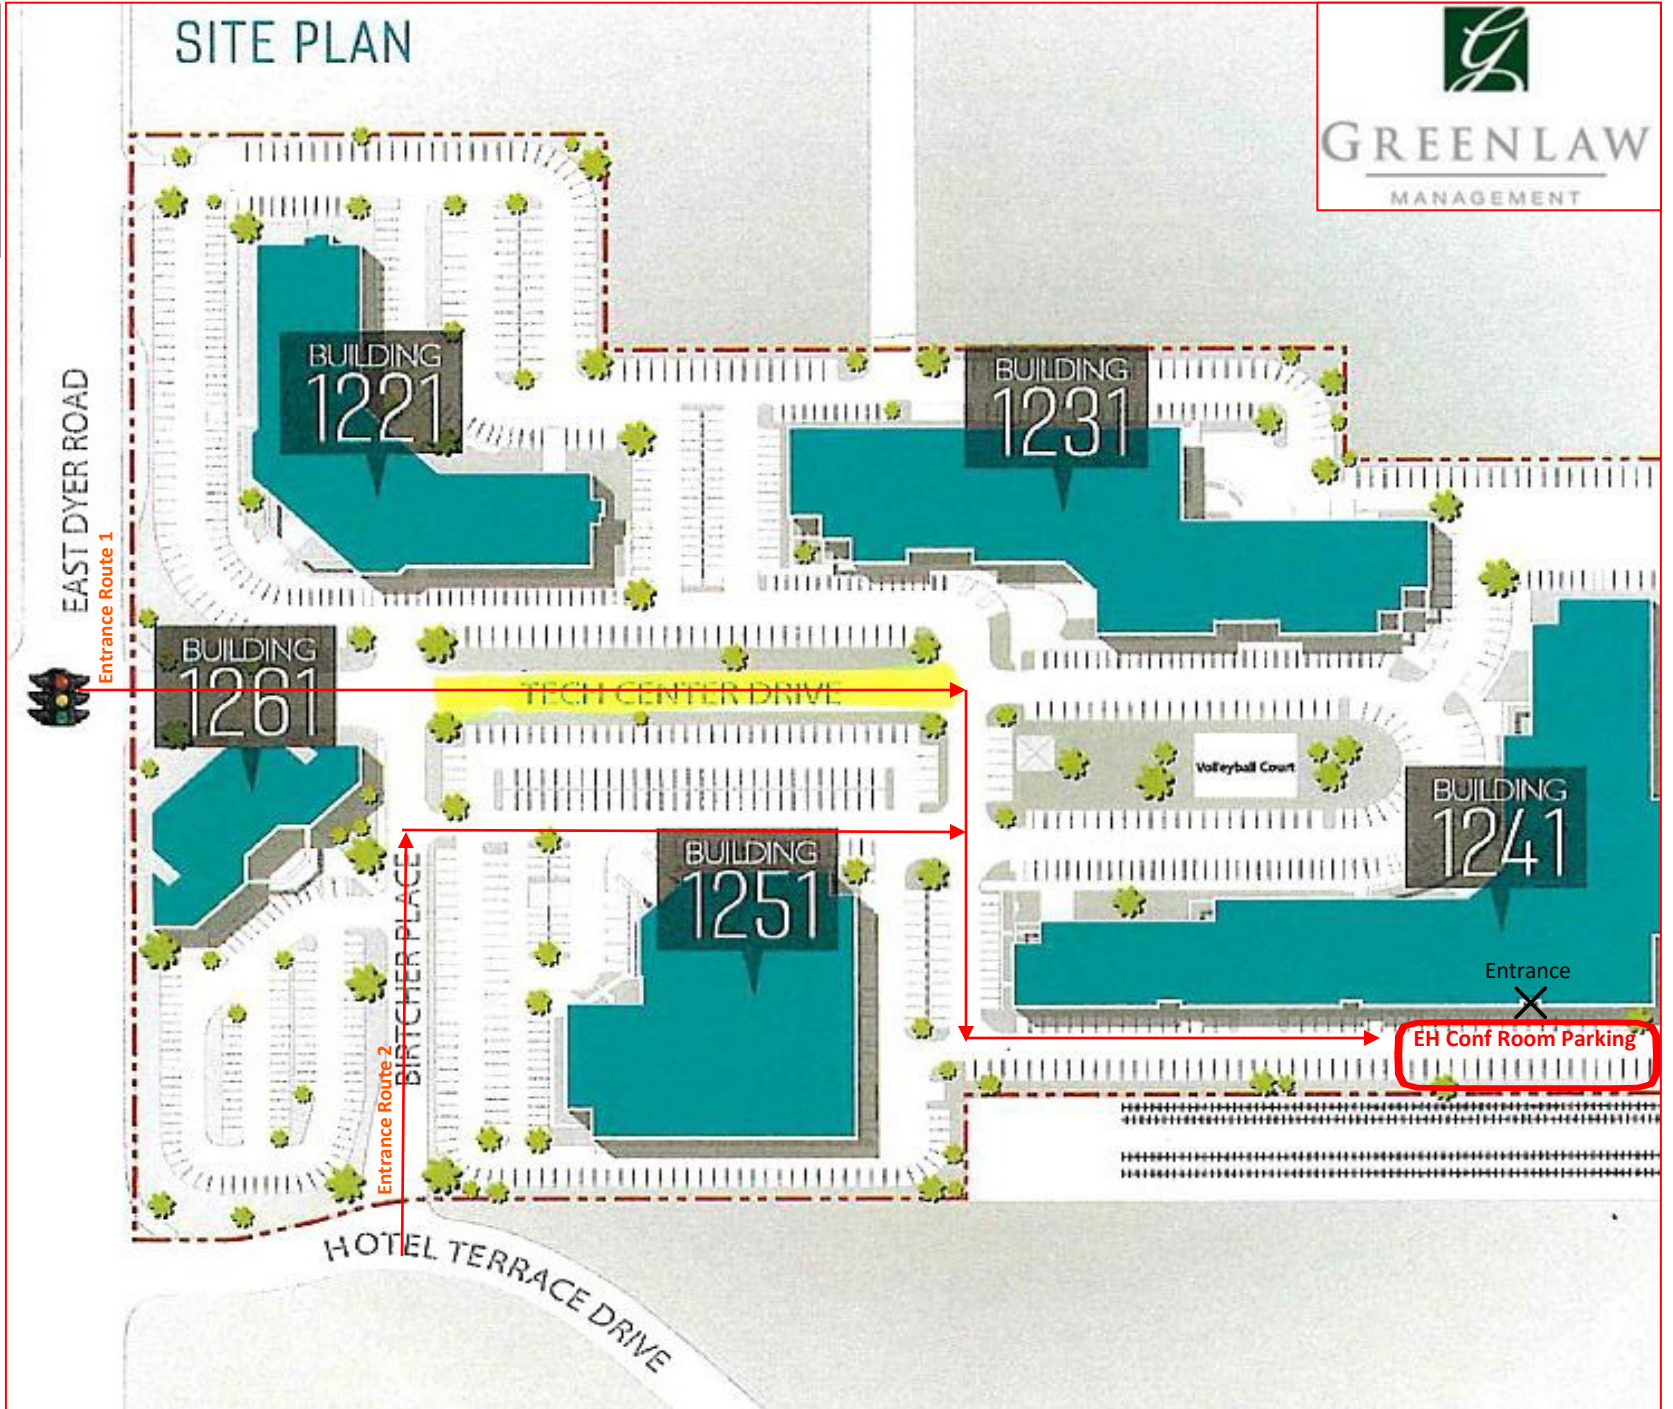 SITE PLAN
G
GREENLAW
MANAGEMENT
BUILDING
1221
BUILDING
1231
EAST DYER ROAD
Entrance Route 1
BUILDING
1261
TECH CENTER DRIVE
Volleyball Court
BUILDING
1241
BUILDING
1251
BIRTCHER PLACE
Entrance
EH Conf Room Parking
Entrance Route 2
HOTEL TERRACE DRIVE